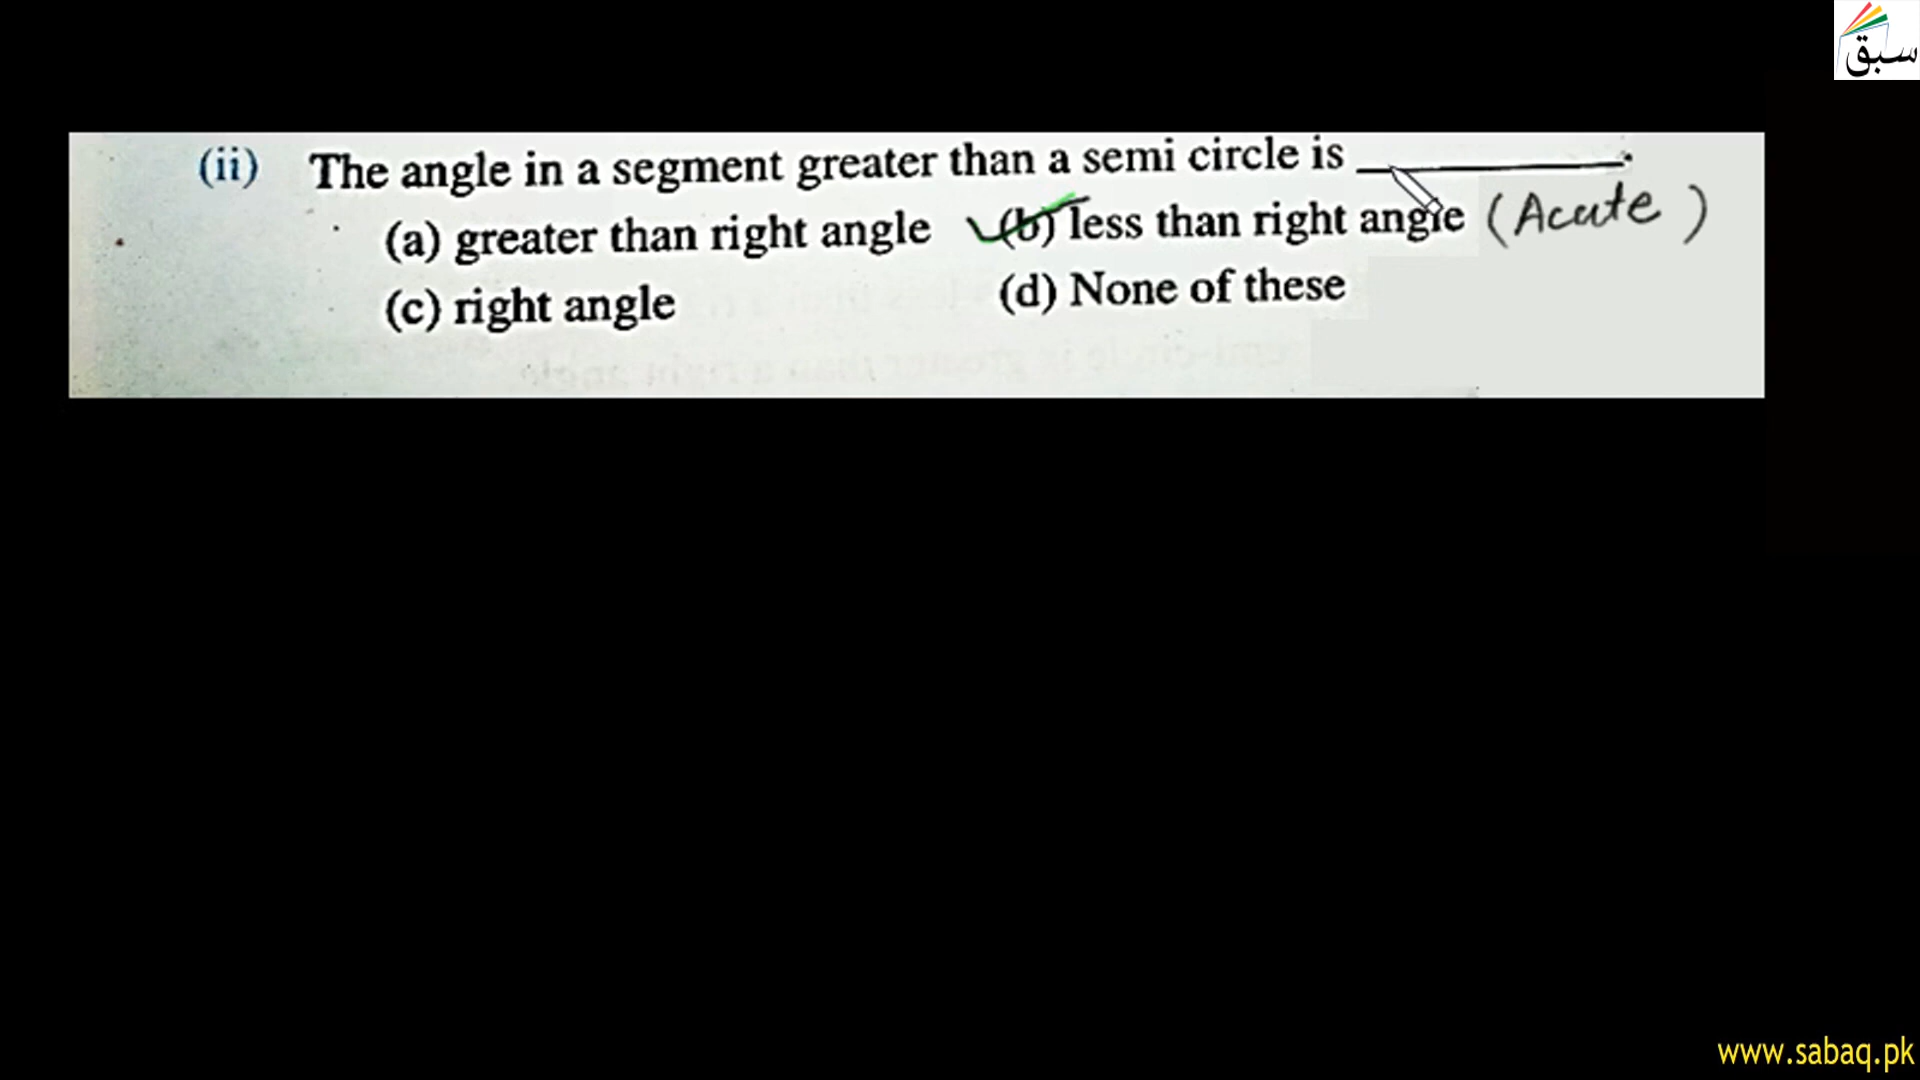 سبق
(ii) The angle in a segment greater than a semi circle is ____________.
(a) greater than right angle (b) less than right angle (Acute)
(c) right angle (d) None of these
www.sabaq.pk